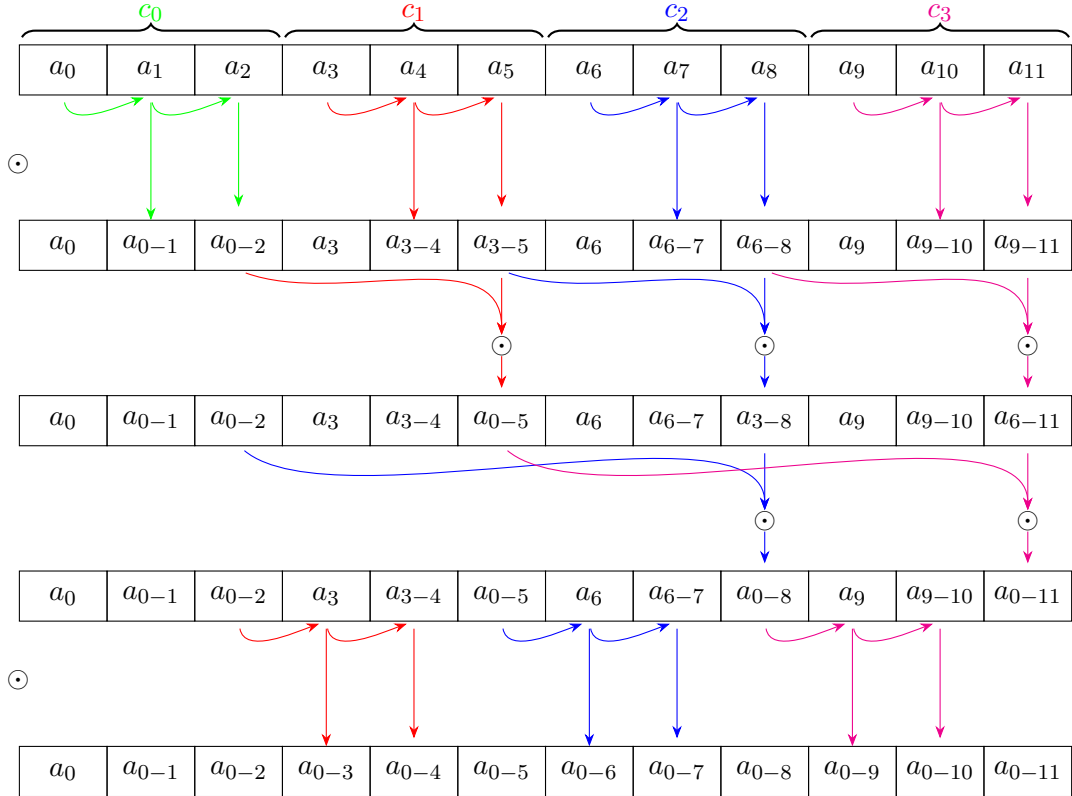 c₀ c₁ c₂ c₃
a₀ a₁ a₂ a₃ a₄ a₅ a₆ a₇ a₈ a₉ a₁₀ a₁₁
⊙
a₀ a₀₋₁ a₀₋₂ a₃ a₃₋₄ a₃₋₅ a₆ a₆₋₇ a₆₋₈ a₉ a₉₋₁₀ a₉₋₁₁
⊙ ⊙ ⊙
a₀ a₀₋₁ a₀₋₂ a₃ a₃₋₄ a₀₋₅ a₆ a₆₋₇ a₃₋₈ a₉ a₉₋₁₀ a₆₋₁₁
⊙ ⊙
a₀ a₀₋₁ a₀₋₂ a₃ a₃₋₄ a₀₋₅ a₆ a₆₋₇ a₀₋₈ a₉ a₉₋₁₀ a₀₋₁₁
⊙
a₀ a₀₋₁ a₀₋₂ a₀₋₃ a₀₋₄ a₀₋₅ a₀₋₆ a₀₋₇ a₀₋₈ a₀₋₉ a₀₋₁₀ a₀₋₁₁